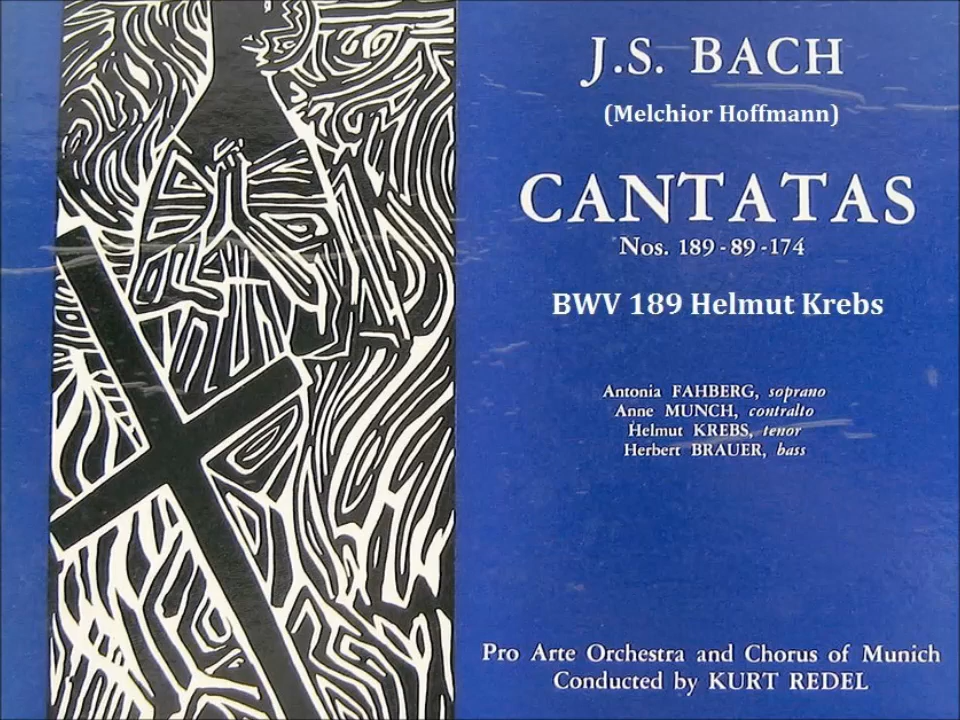 J.S. BACH
(Melchior Hoffmann)
CANTATAS
Nos. 189-89-174
BWV 189 Helmut Krebs
Antonia FAHBERG, soprano
Anne MUNCH, contralto
Helmut KREBS, tenor
Herbert BRAUER, bass
Pro Arte Orchestra and Chorus of Munich
Conducted by KURT REDEL